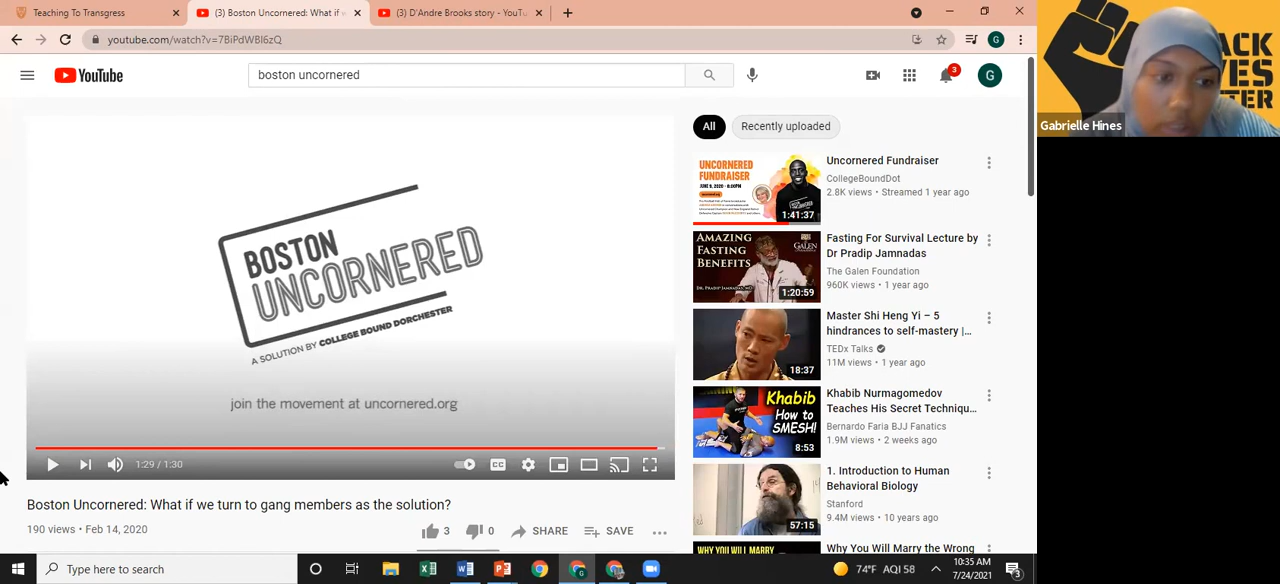 Teaching To Transgress
(3) Boston Uncornered: What if w
(3) D'Andre Brooks story - YouTu
youtube.com/watch?v=7BiPdWBl6zQ
G
YouTube
boston uncornered
3
G
BOSTON
UNCORNERED
A SOLUTION BY COLLEGE BOUND DORCHESTER
join the movement at uncornered.org
1:29 / 1:30
CC
Boston Uncornered: What if we turn to gang members as the solution?
190 views • Feb 14, 2020
3
0
SHARE
SAVE
All
Recently uploaded
UNCORNERED
FUNDRAISER
1:41:37
Uncornered Fundraiser
CollegeBoundDot
2.8K views • Streamed 1 year ago
AMAZING
FASTING
BENEFITS
GALEN
1:20:59
Fasting For Survival Lecture by
Dr Pradip Jamnadas
The Galen Foundation
960K views • 1 year ago
18:37
Master Shi Heng Yi – 5
hindrances to self-mastery |...
TEDx Talks
11M views • 1 year ago
Khabib
HOW to
SMESH!
8:53
Khabib Nurmagomedov
Teaches His Secret Techniqu...
Bernardo Faria BJJ Fanatics
1.9M views • 2 weeks ago
57:15
1. Introduction to Human
Behavioral Biology
Stanford
9.4M views • 10 years ago
WHY YOU WILL MARRY
Why You Will Marry the Wrong
Type here to search
74°F AQI 58
10:35 AM
7/24/2021
3
ACK
VES
TER
Gabrielle Hines